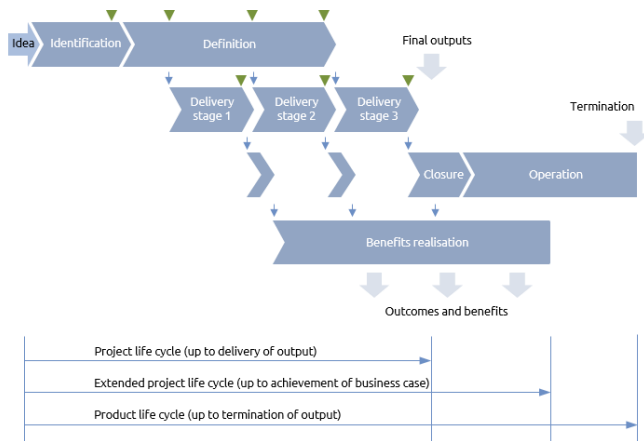 Idea
Identification
Definition
Final outputs
Delivery
stage 1
Delivery
stage 2
Delivery
stage 3
Termination
Closure
Operation
Benefits realisation
Outcomes and benefits
Project life cycle (up to delivery of output)
Extended project life cycle (up to achievement of business case)
Product life cycle (up to termination of output)